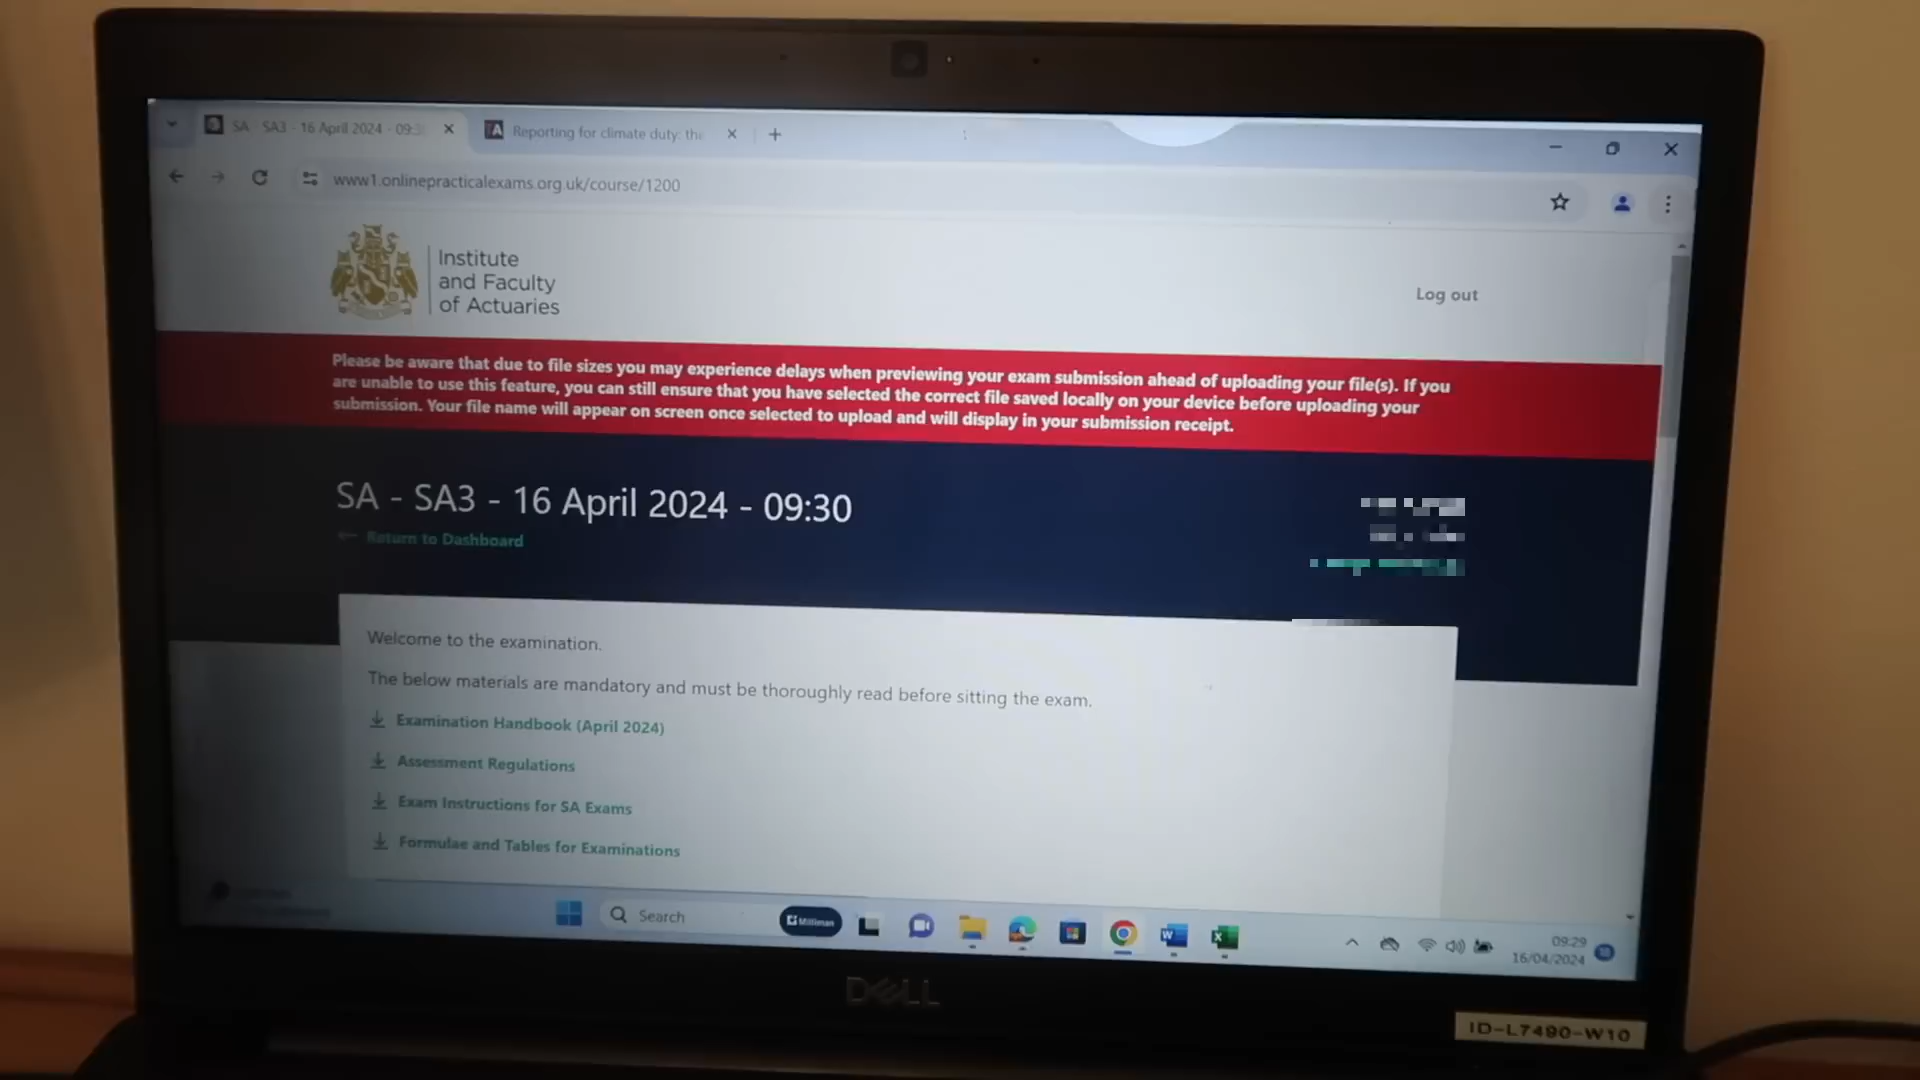 SA - SA3 - 16 April 2024 - 09:3
Reporting for climate duty: the
www1.onlinepracticalexams.org.uk/course/1200
Institute
and Faculty
of Actuaries
Log out
Please be aware that due to file sizes you may experience delays when previewing your exam submission ahead of uploading your file(s). If you
are unable to use this feature, you can still ensure that you have selected the correct file saved locally on your device before uploading your
submission. Your file name will appear on screen once selected to upload and will display in your submission receipt.
SA - SA3 - 16 April 2024 - 09:30
Return to Dashboard
Welcome to the examination.
The below materials are mandatory and must be thoroughly read before sitting the exam.
Examination Handbook (April 2024)
Assessment Regulations
Exam Instructions for SA Exams
Formulae and Tables for Examinations
Search
Milliman
09:29
16/04/2024
DELL
ID-L7490-W10